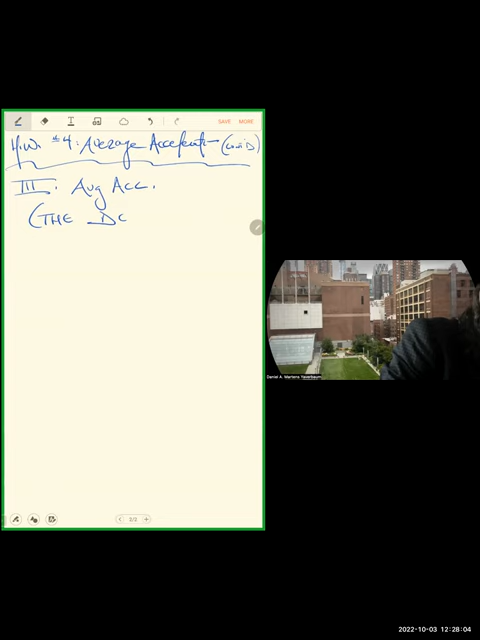 SAVE MORE
H.W. #4: Average Acceleration (cont'd)
III. Avg Acc.
(THE DO
2/2
Daniel A. Martens Yaverbaum
2022-10-03 12:28:04